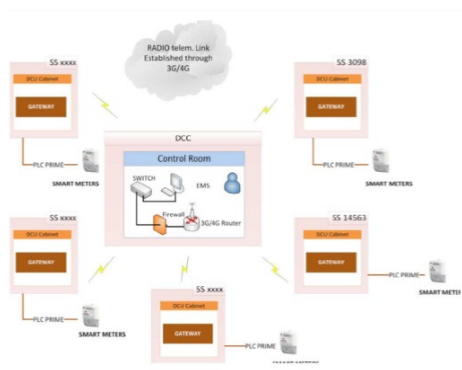 RADIO telem. Link
Established through
3G/4G
SS xxxx
DCU Cabinet
GATEWAY
PLC PRIME
SMART METERS
SS 3098
DCU Cabinet
GATEWAY
PLC PRIME
SMART METERS
DCC
Control Room
SWITCH
EMS
Firewall
3G/4G Router
SS xxxx
DCU Cabinet
GATEWAY
PLC PRIME
SMART METERS
SS 14563
DCU Cabinet
GATEWAY
PLC PRIME
SMART METER
SS xxxx
DCU Cabinet
GATEWAY
PLC PRIME